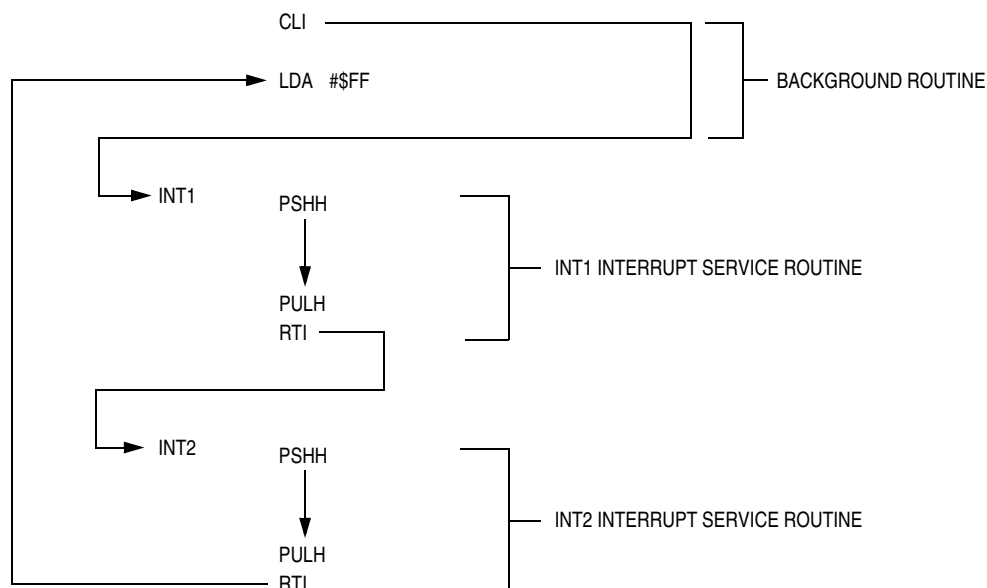 CLI
LDA #$FF
BACKGROUND ROUTINE
INT1
PSHH
INT1 INTERRUPT SERVICE ROUTINE
PULH
RTI
INT2
PSHH
INT2 INTERRUPT SERVICE ROUTINE
PULH
RTI